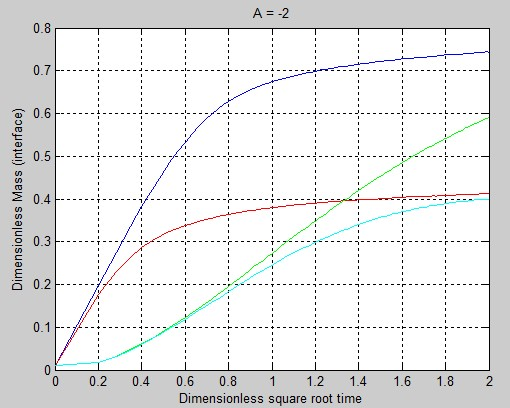 A = -2
0.8
0.7
0.6
0.5
0.4
0.3
0.2
0.1
0
Dimensionless Mass (interface)
0 0.2 0.4 0.6 0.8 1 1.2 1.4 1.6 1.8 2
Dimensionless square root time